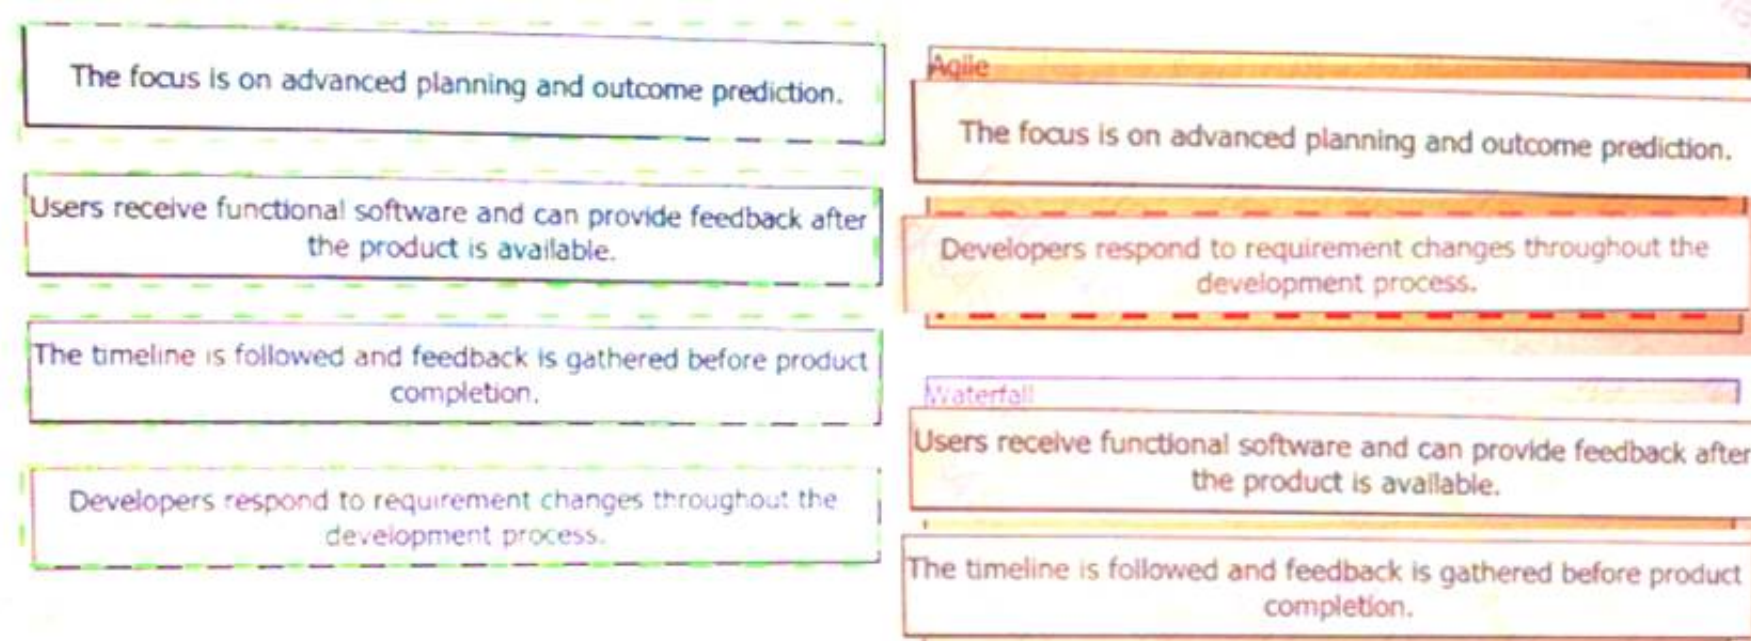 The focus is on advanced planning and outcome prediction.
Users receive functional software and can provide feedback after
the product is available.
The timeline is followed and feedback is gathered before product
completion.
Developers respond to requirement changes throughout the
development process.
Agile
The focus is on advanced planning and outcome prediction.
Developers respond to requirement changes throughout the
development process.
Waterfall
Users receive functional software and can provide feedback after
the product is available.
The timeline is followed and feedback is gathered before product
completion.